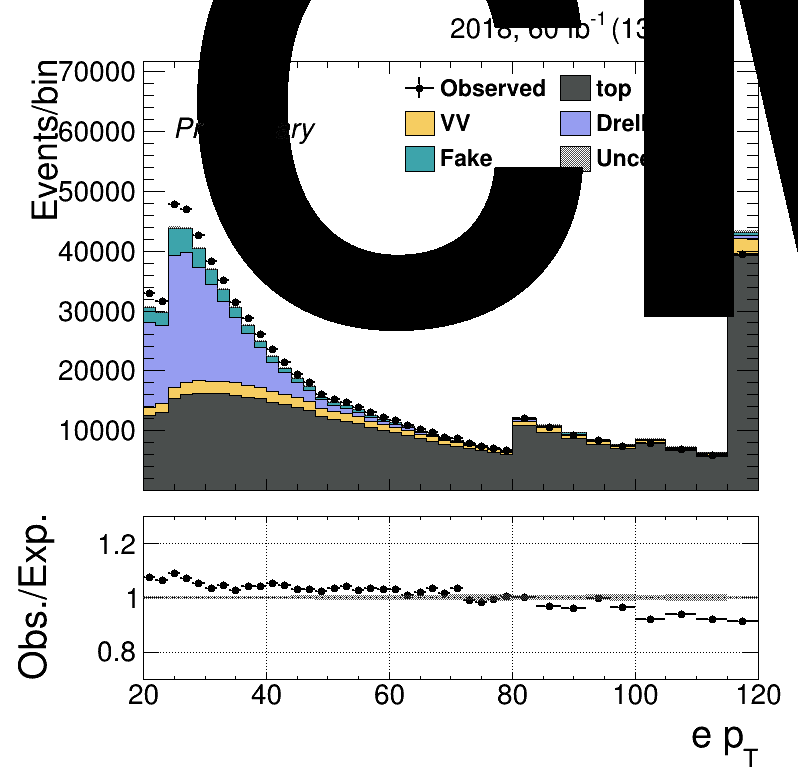 2018, 60 fb-1 (13
CM
Events/bin
70000
60000
50000
40000
30000
20000
10000
Observed
top
VV
Fake
Obs./Exp.
1.2
1
0.8
20 40 60 80 100 120
e pT